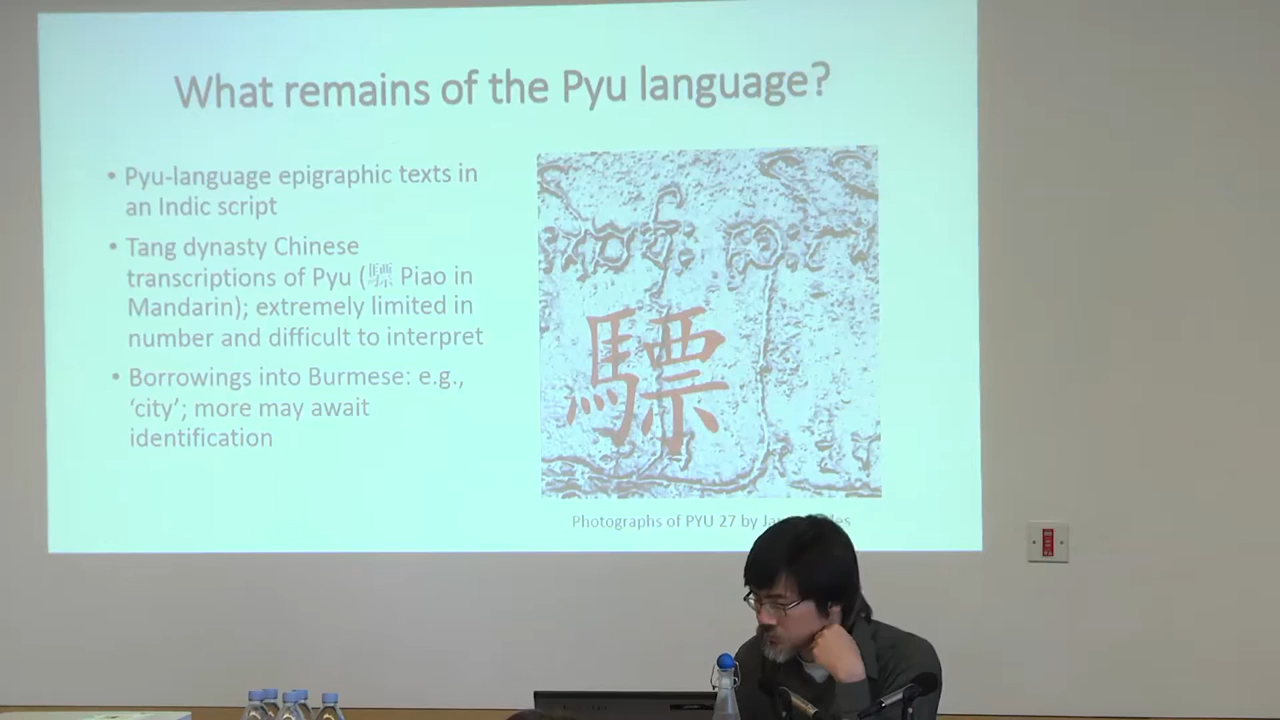 What remains of the Pyu language?
• Pyu-language epigraphic texts in
an Indic script
• Tang dynasty Chinese
transcriptions of Pyu (驃 Piao in
Mandarin); extremely limited in
number and difficult to interpret
• Borrowings into Burmese: e.g.,
‘city’; more may await
identification
驃
Photographs of PYU 27 by